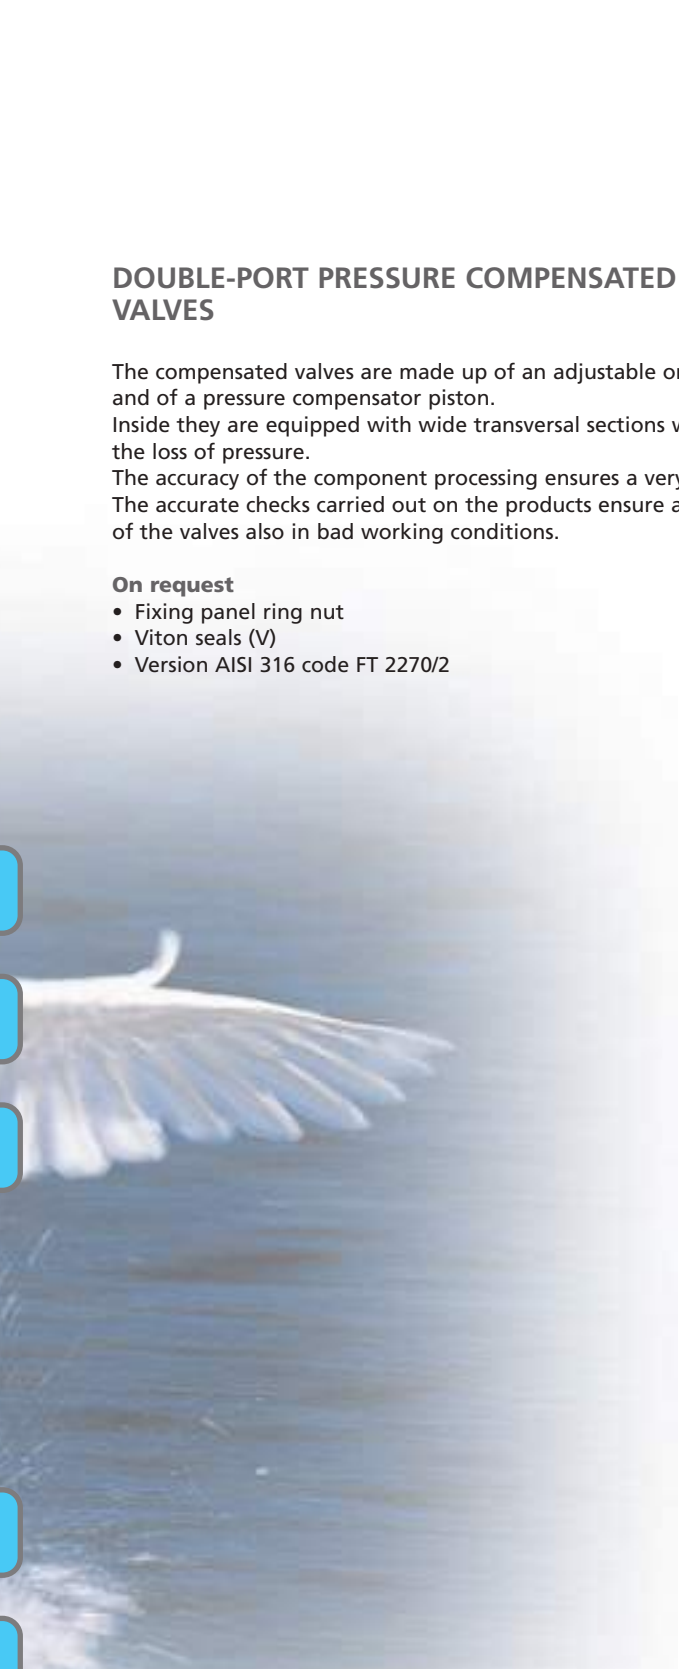 DOUBLE-PORT PRESSURE COMPENSATED
VALVES
The compensated valves are made up of an adjustable
and of a pressure compensator piston.
Inside they are equipped with wide transversal sections
the loss of pressure.
The accuracy of the component processing ensures a very
The accurate checks carried out on the products ensure a
of the valves also in bad working conditions.
On request
• Fixing panel ring nut
• Viton seals (V)
• Version AISI 316 code FT 2270/2